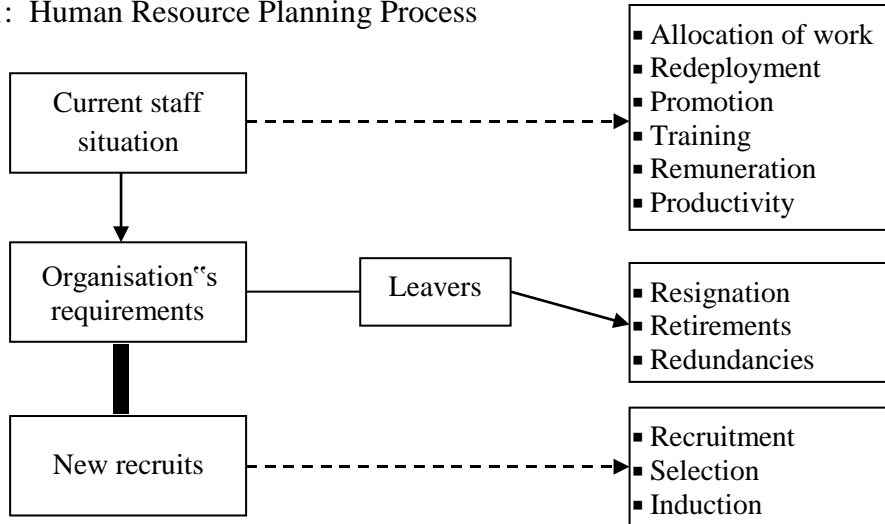 : Human Resource Planning Process
Current staff
situation
▪ Allocation of work
▪ Redeployment
▪ Promotion
▪ Training
▪ Remuneration
▪ Productivity
Organisation‟s
requirements
Leavers
▪ Resignation
▪ Retirements
▪ Redundancies
New recruits
▪ Recruitment
▪ Selection
▪ Induction